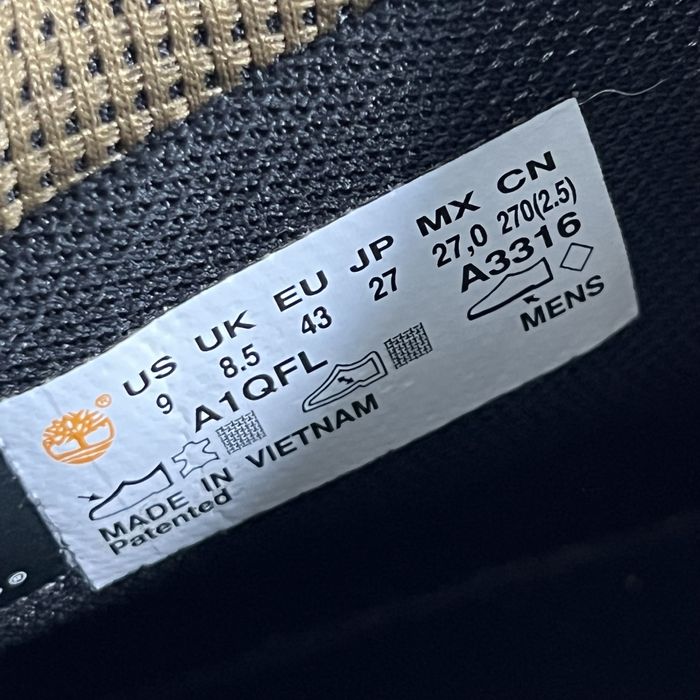 US UK EU JP MX CN
9 8.5 43 27 27,0 270(2.5)
A1QFL A3316
MENS
MADE IN VIETNAM
Patented
®